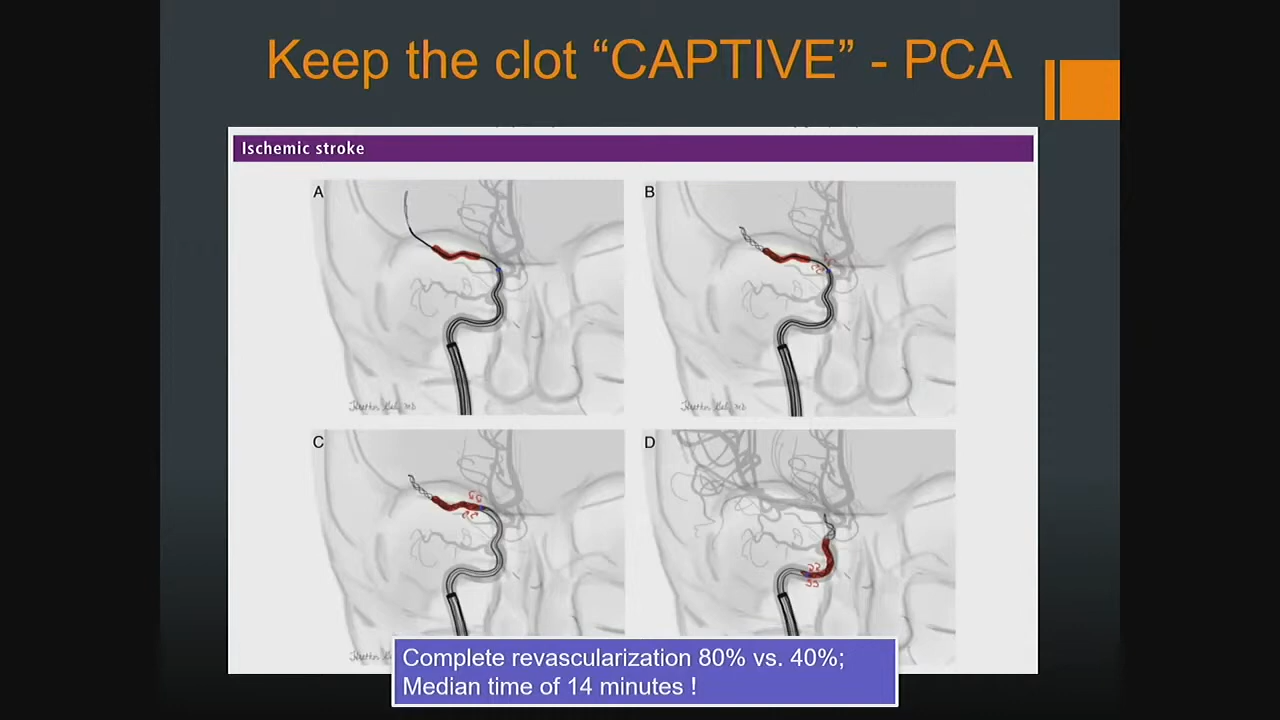 Keep the clot “CAPTIVE” - PCA
Ischemic stroke
A
B
C
D
Complete revascularization 80% vs. 40%;
Median time of 14 minutes !